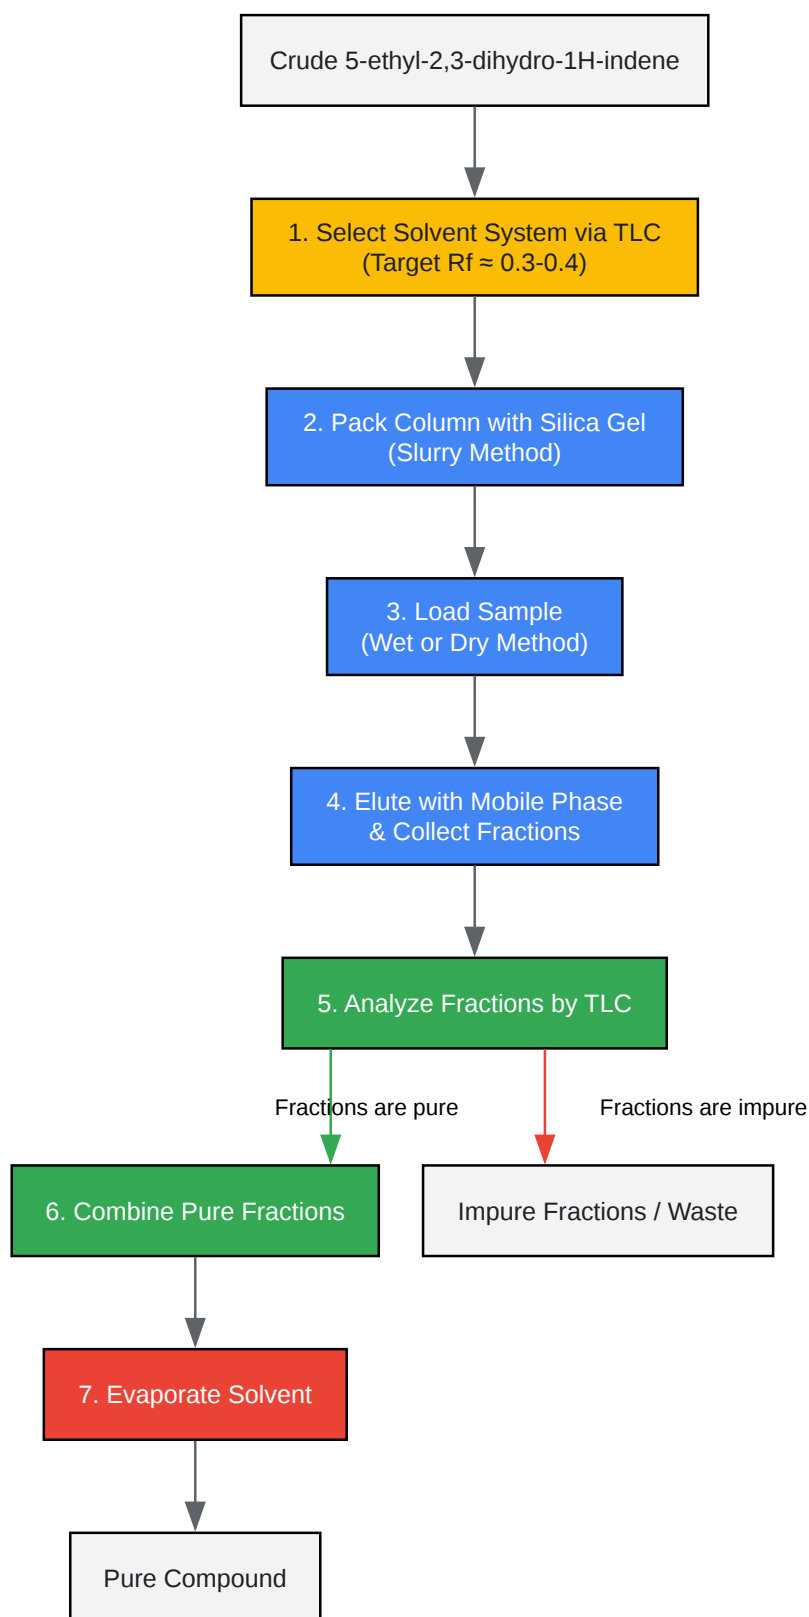 Crude 5-ethyl-2,3-dihydro-1H-indene
1. Select Solvent System via TLC
(Target Rf ≈ 0.3-0.4)
2. Pack Column with Silica Gel
(Slurry Method)
3. Load Sample
(Wet or Dry Method)
4. Elute with Mobile Phase
& Collect Fractions
5. Analyze Fractions by TLC
Fractions are pure
Fractions are impure
6. Combine Pure Fractions
Impure Fractions / Waste
7. Evaporate Solvent
Pure Compound